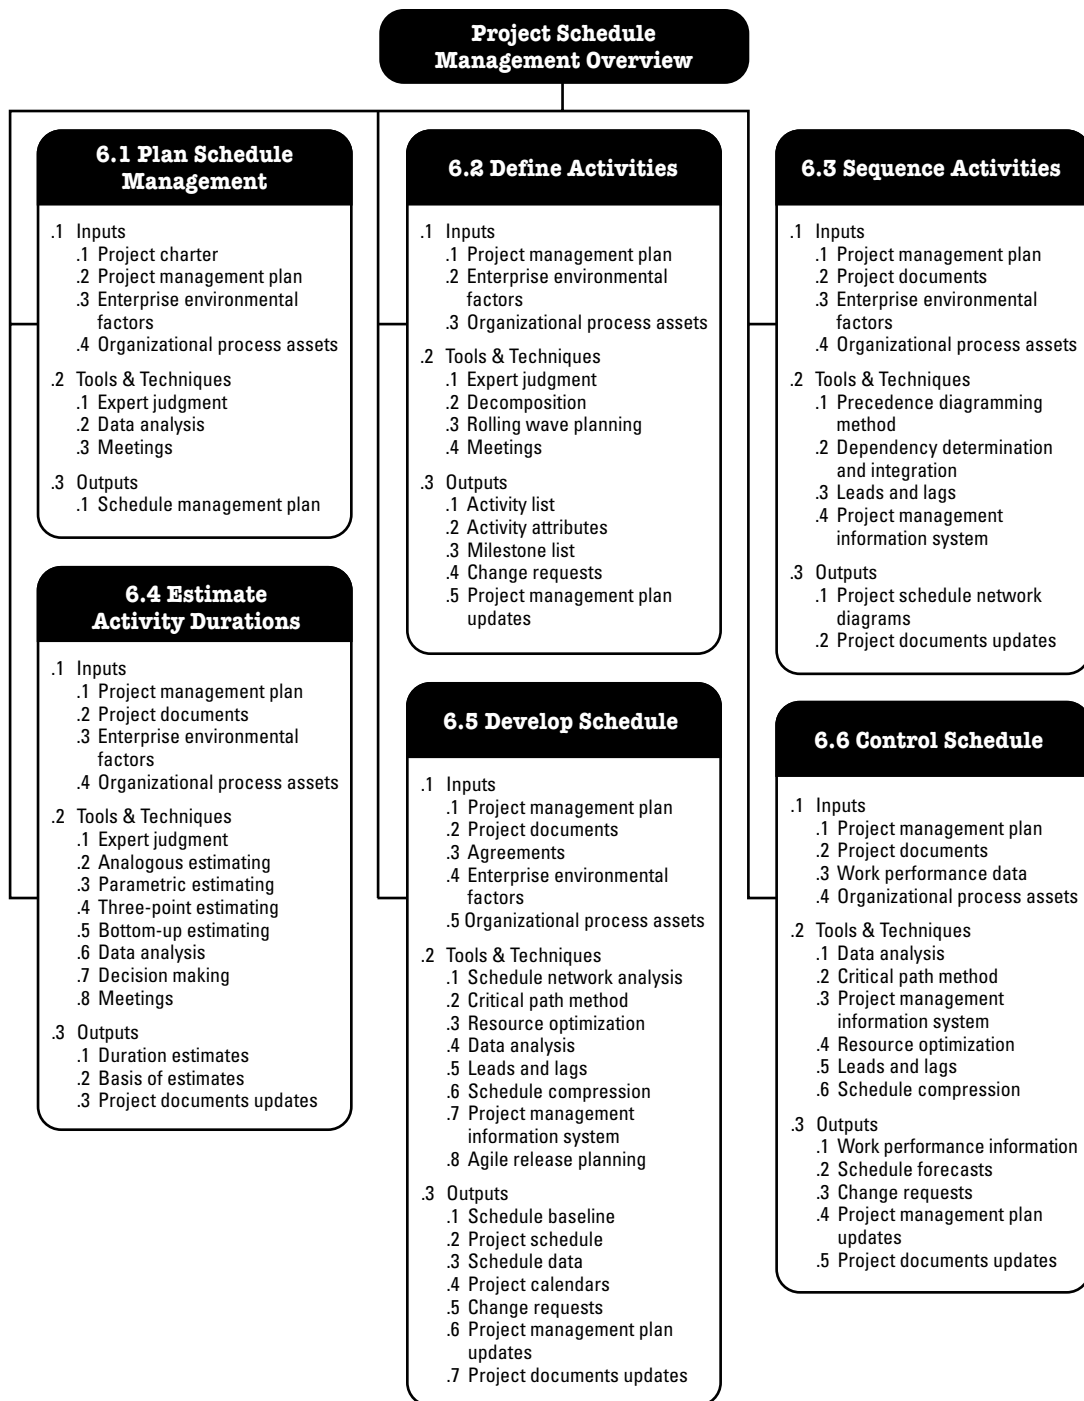 Project Schedule
Management Overview
6.1 Plan Schedule
Management
.1 Inputs
.1 Project charter
.2 Project management plan
.3 Enterprise environmental
factors
.4 Organizational process assets
.2 Tools & Techniques
.1 Expert judgment
.2 Data analysis
.3 Meetings
.3 Outputs
.1 Schedule management plan
6.2 Define Activities
.1 Inputs
.1 Project management plan
.2 Enterprise environmental
factors
.3 Organizational process assets
.2 Tools & Techniques
.1 Expert judgment
.2 Decomposition
.3 Rolling wave planning
.4 Meetings
.3 Outputs
.1 Activity list
.2 Activity attributes
.3 Milestone list
.4 Change requests
.5 Project management plan
updates
6.3 Sequence Activities
.1 Inputs
.1 Project management plan
.2 Project documents
.3 Enterprise environmental
factors
.4 Organizational process assets
.2 Tools & Techniques
.1 Precedence diagramming
method
.2 Dependency determination
and integration
.3 Leads and lags
.4 Project management
information system
.3 Outputs
.1 Project schedule network
diagrams
.2 Project documents updates
6.4 Estimate
Activity Durations
.1 Inputs
.1 Project management plan
.2 Project documents
.3 Enterprise environmental
factors
.4 Organizational process assets
.2 Tools & Techniques
.1 Expert judgment
.2 Analogous estimating
.3 Parametric estimating
.4 Three-point estimating
.5 Bottom-up estimating
.6 Data analysis
.7 Decision making
.8 Meetings
.3 Outputs
.1 Duration estimates
.2 Basis of estimates
.3 Project documents updates
6.5 Develop Schedule
.1 Inputs
.1 Project management plan
.2 Project documents
.3 Agreements
.4 Enterprise environmental
factors
.5 Organizational process assets
.2 Tools & Techniques
.1 Schedule network analysis
.2 Critical path method
.3 Resource optimization
.4 Data analysis
.5 Leads and lags
.6 Schedule compression
.7 Project management
information system
.8 Agile release planning
.3 Outputs
.1 Schedule baseline
.2 Project schedule
.3 Schedule data
.4 Project calendars
.5 Change requests
.6 Project management plan
updates
.7 Project documents updates
6.6 Control Schedule
.1 Inputs
.1 Project management plan
.2 Project documents
.3 Work performance data
.4 Organizational process assets
.2 Tools & Techniques
.1 Data analysis
.2 Critical path method
.3 Project management
information system
.4 Resource optimization
.5 Leads and lags
.6 Schedule compression
.3 Outputs
.1 Work performance information
.2 Schedule forecasts
.3 Change requests
.4 Project management plan
updates
.5 Project documents updates